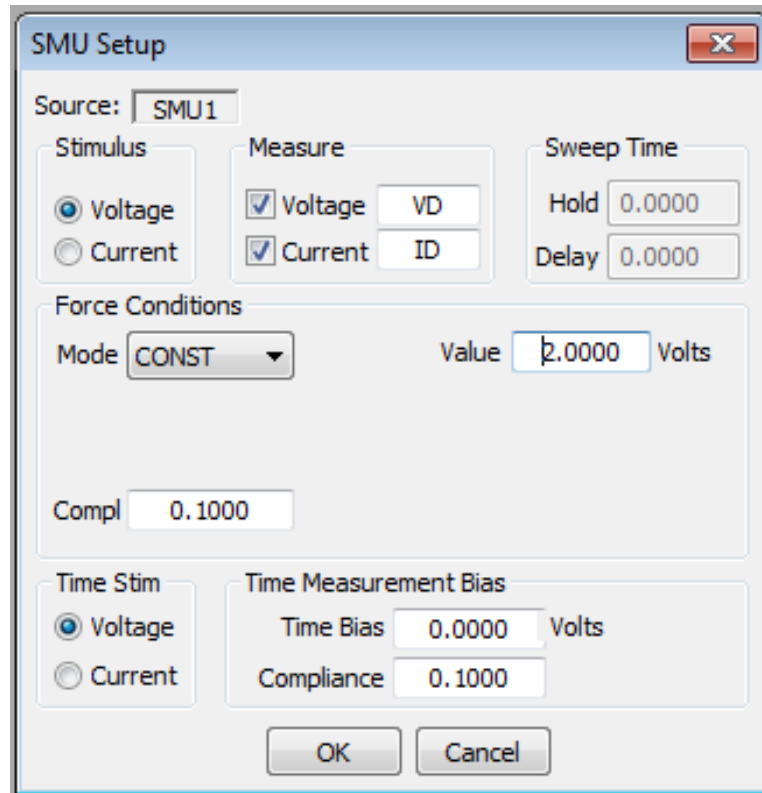 SMU Setup
Source: SMU1
Stimulus
Voltage
Current
Measure
Voltage VD
Current ID
Sweep Time
Hold 0.0000
Delay 0.0000
Force Conditions
Mode CONST Value 2.0000 Volts
Compl 0.1000
Time Stim
Voltage
Current
Time Measurement Bias
Time Bias 0.0000 Volts
Compliance 0.1000
OK Cancel